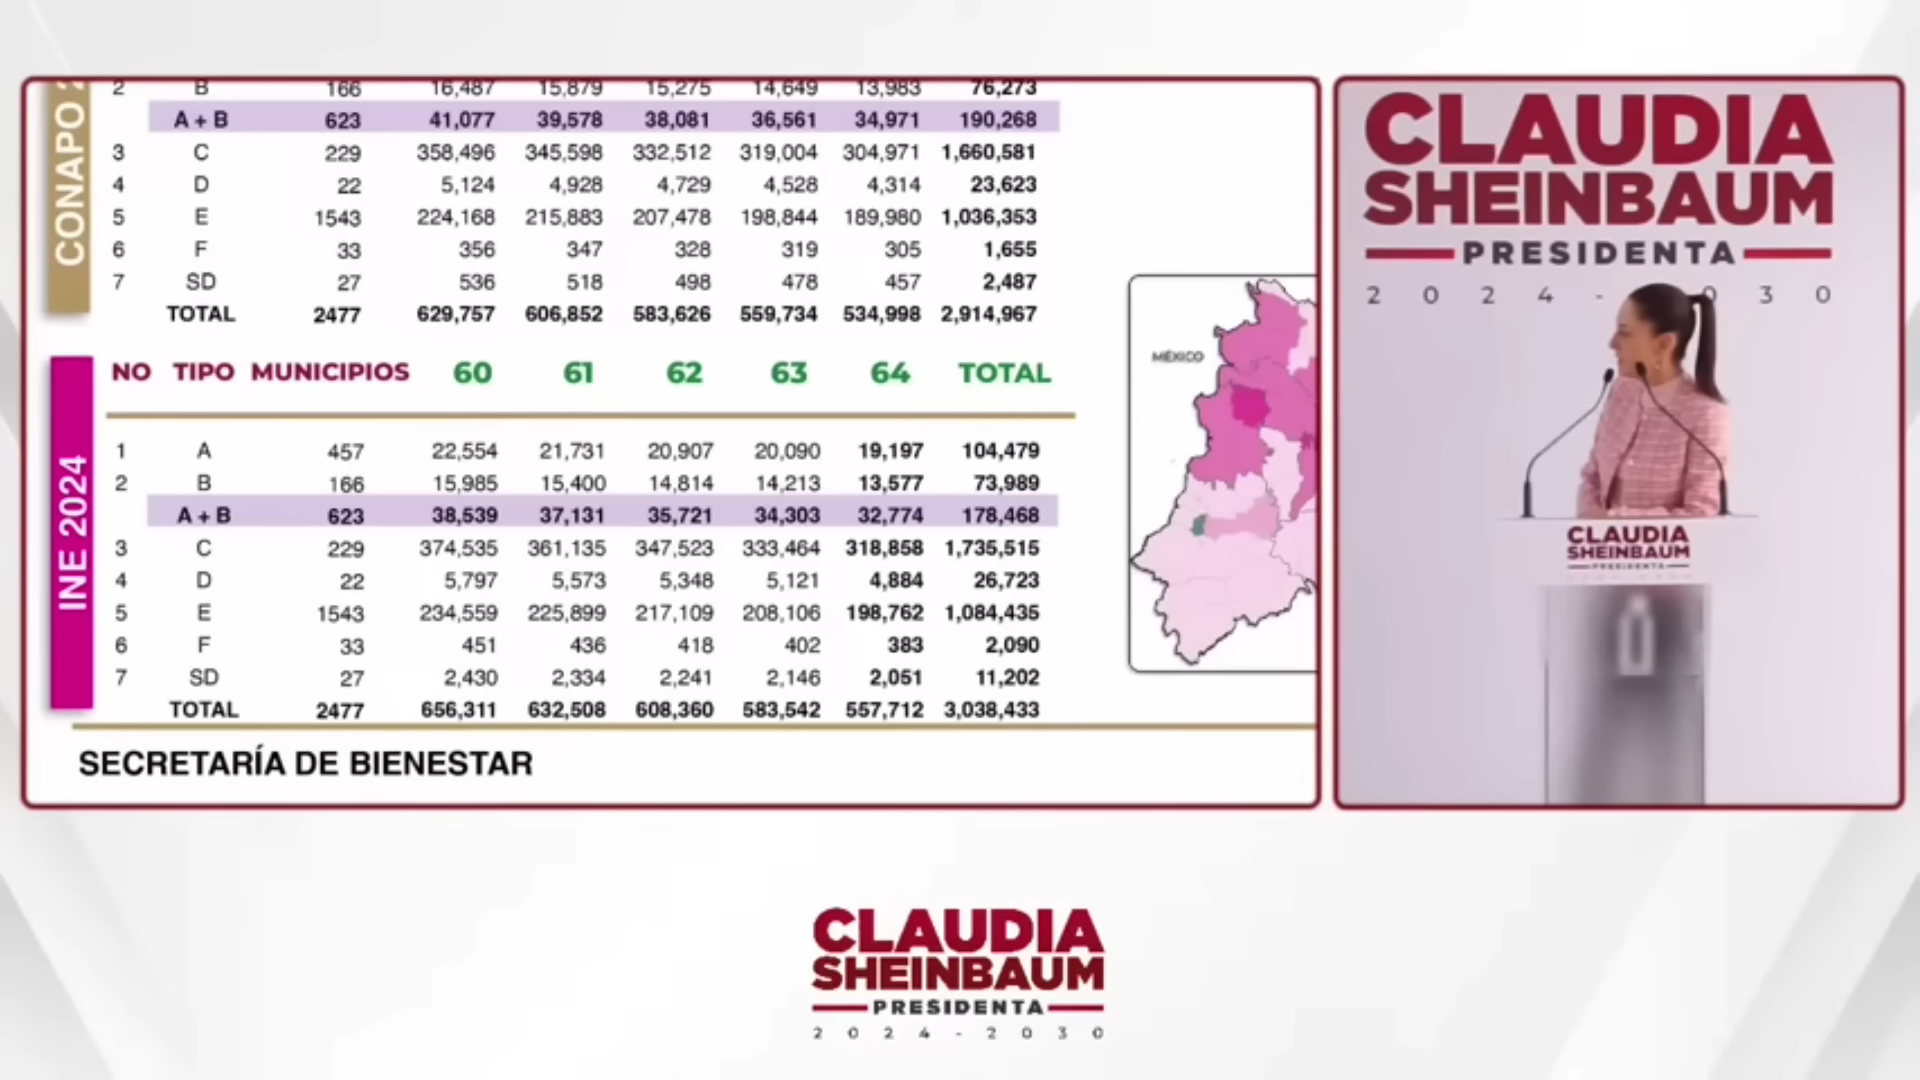 CONAPO 2
2 B 166 16,487 15,879 15,275 14,649 13,983 76,273
A + B 623 41,077 39,578 38,081 36,561 34,971 190,268
3 C 229 358,496 345,598 332,512 319,004 304,971 1,660,581
4 D 22 5,124 4,928 4,729 4,528 4,314 23,623
5 E 1543 224,168 215,883 207,478 198,844 189,980 1,036,353
6 F 33 356 347 328 319 305 1,655
7 SD 27 536 518 498 478 457 2,487
TOTAL 2477 629,757 606,852 583,626 559,734 534,998 2,914,967
INE 2024
NO TIPO MUNICIPIOS 60 61 62 63 64 TOTAL
1 A 457 22,554 21,731 20,907 20,090 19,197 104,479
2 B 166 15,985 15,400 14,814 14,213 13,577 73,989
A + B 623 38,539 37,131 35,721 34,303 32,774 178,468
3 C 229 374,535 361,135 347,523 333,464 318,858 1,735,515
4 D 22 5,797 5,573 5,348 5,121 4,884 26,723
5 E 1543 234,559 225,899 217,109 208,106 198,762 1,084,435
6 F 33 451 436 418 402 383 2,090
7 SD 27 2,430 2,334 2,241 2,146 2,051 11,202
TOTAL 2477 656,311 632,508 608,360 583,542 557,712 3,038,433
SECRETARÍA DE BIENESTAR
MÉXICO
CLAUDIA
SHEINBAUM
PRESIDENTA
2 0 2 4 - 0 3 0
CLAUDIA
SHEINBAUM
PRESIDENTA
CLAUDIA
SHEINBAUM
PRESIDENTA
2 0 2 4 - 2 0 3 0